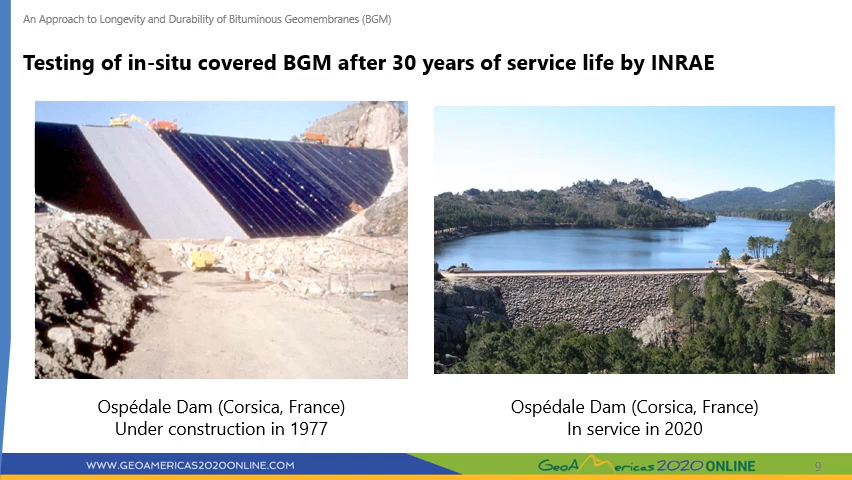 An Approach to Longevity and Durability of Bituminous Geomembranes (BGM)
Testing of in-situ covered BGM after 30 years of service life by INRAE
Ospédale Dam (Corsica, France)
Under construction in 1977
Ospédale Dam (Corsica, France)
In service in 2020
WWW.GEOAMERICAS2020ONLINE.COM
GeoAmericas2020 ONLINE
9